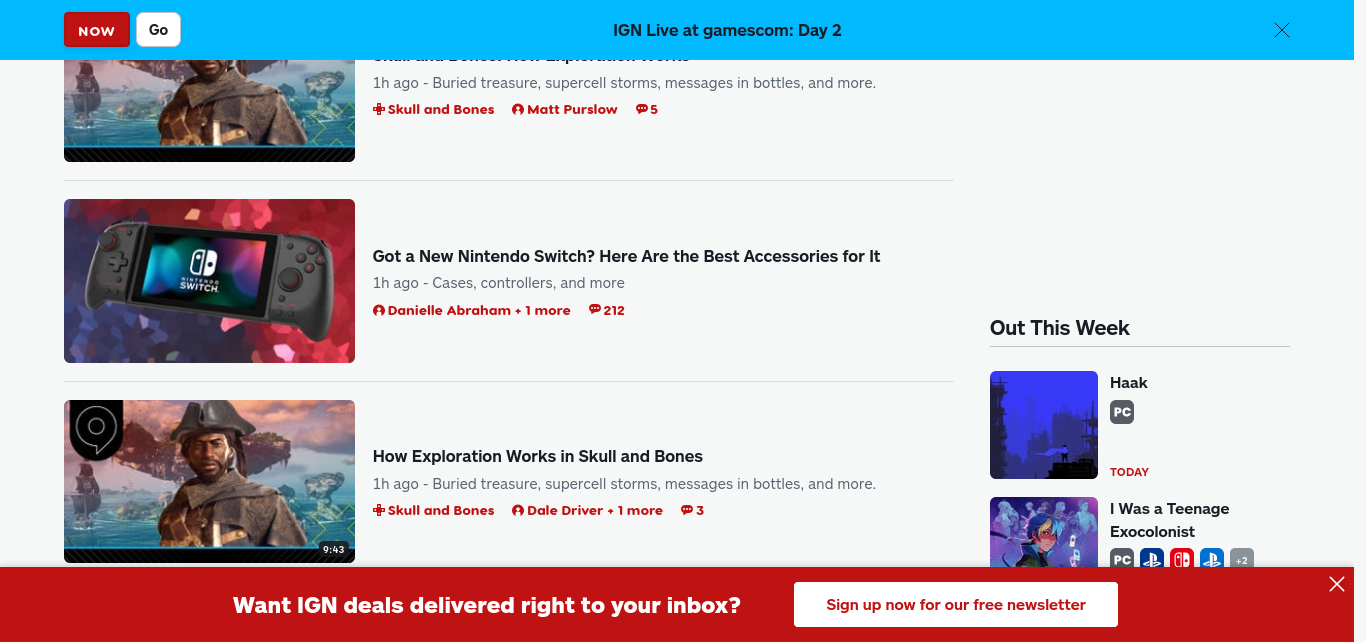 NOW
Go
IGN Live at gamescom: Day 2
1h ago - Buried treasure, supercell storms, messages in bottles, and more.
Skull and Bones
Matt Purslow
5
NINTENDO
SWITCH.
Got a New Nintendo Switch? Here Are the Best Accessories for It
1h ago - Cases, controllers, and more
Danielle Abraham + 1 more
212
How Exploration Works in Skull and Bones
1h ago - Buried treasure, supercell storms, messages in bottles, and more.
Skull and Bones
Dale Driver + 1 more
3
9:43
Out This Week
Haak
PC
TODAY
I Was a Teenage
Exocolonist
PC
+2
Want IGN deals delivered right to your inbox?
Sign up now for our free newsletter